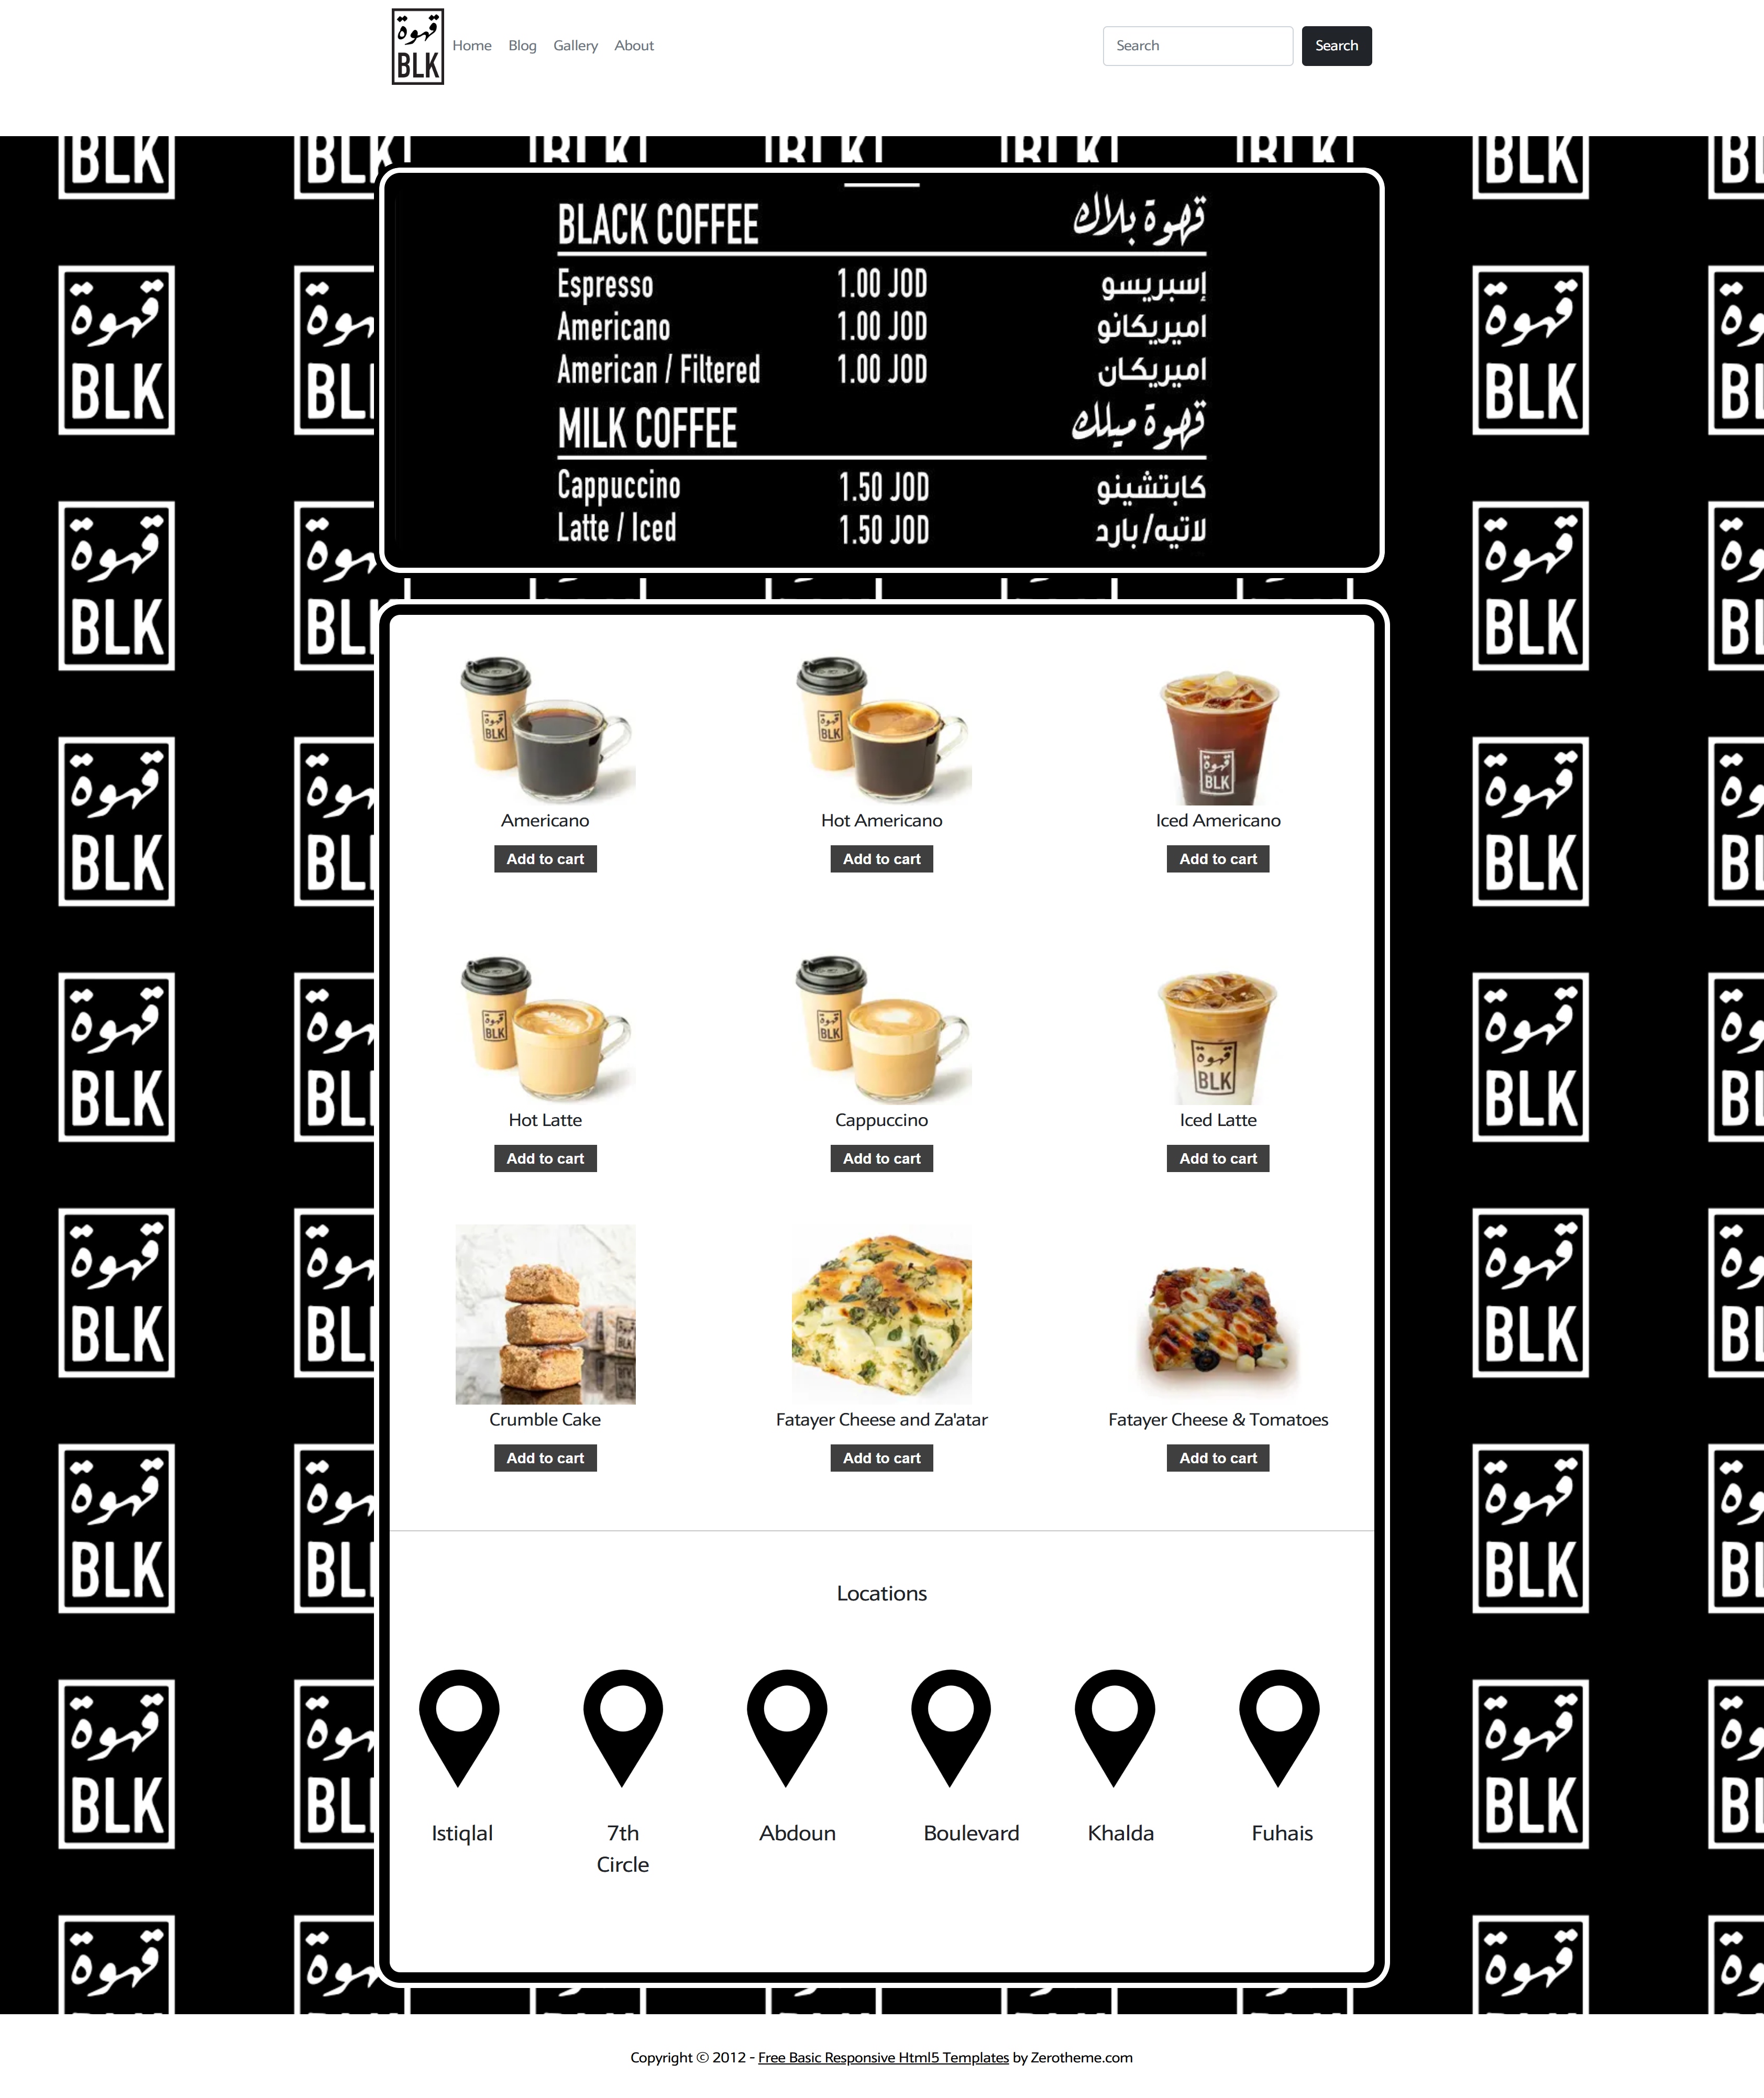 قهوة
BLK
Home Blog Gallery About
Search Search
BLACK COFFEE قهوة بلاك
Espresso 1.00 JOD إسبريسو
Americano 1.00 JOD اميريكانو
American / Filtered 1.00 JOD اميريكان
MILK COFFEE قهوة ميلك
Cappuccino 1.50 JOD كابتشينو
Latte / Iced 1.50 JOD لاتيه/ بارد
Americano Hot Americano Iced Americano
Add to cart Add to cart Add to cart
Hot Latte Cappuccino Iced Latte
Add to cart Add to cart Add to cart
Crumble Cake Fatayer Cheese and Za'atar Fatayer Cheese & Tomatoes
Add to cart Add to cart Add to cart
Locations
Istiqlal 7th Abdoun Boulevard Khalda Fuhais
Circle
Copyright © 2012 - Free Basic Responsive Html5 Templates by Zerotheme.com